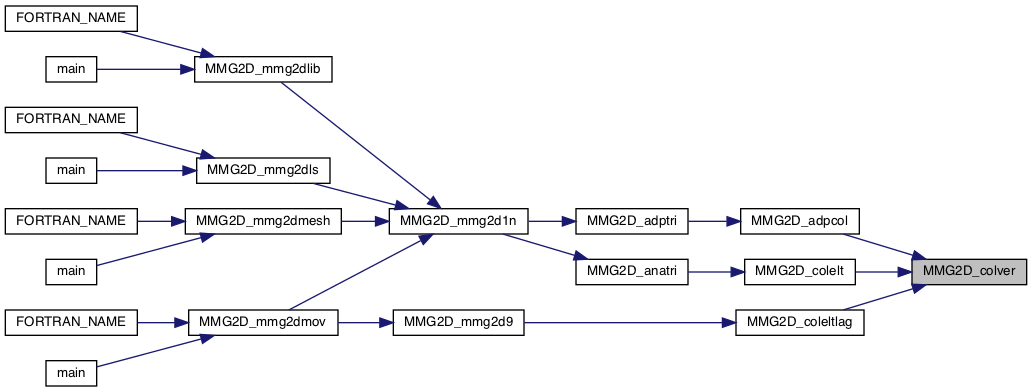 FORTRAN_NAME
main
MMG2D_mmg2dlib
FORTRAN_NAME
main
MMG2D_mmg2dls
FORTRAN_NAME
MMG2D_mmg2dmesh
MMG2D_mmg2d1n
MMG2D_adptri
MMG2D_adpcol
main
MMG2D_anatri
MMG2D_colelt
MMG2D_colver
FORTRAN_NAME
MMG2D_mmg2dmov
MMG2D_mmg2d9
MMG2D_coleltlag
main